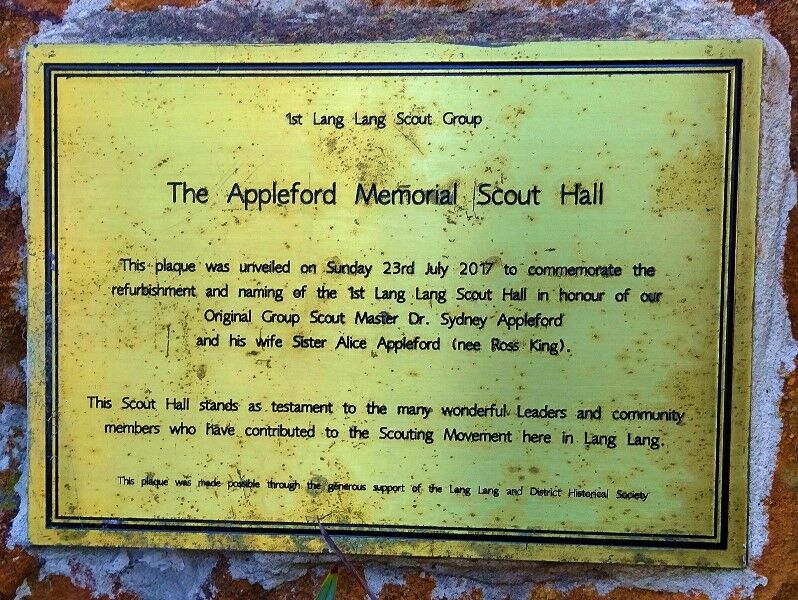 1st Lang Lang Scout Group
The Appleford Memorial Scout Hall
This plaque was unveiled on Sunday 23rd July 2017 to commemorate the
refurbishment and naming of the 1st Lang Lang Scout Hall in honour of our
Original Group Scout Master Dr. Sydney Appleford
and his wife Sister Alice Appleford (nee Ross King).
This Scout Hall stands as testament to the many wonderful Leaders and community
members who have contributed to the Scouting Movement here in Lang Lang.
This plaque was made possible through the generous support of the Lang Lang and District Historical Society